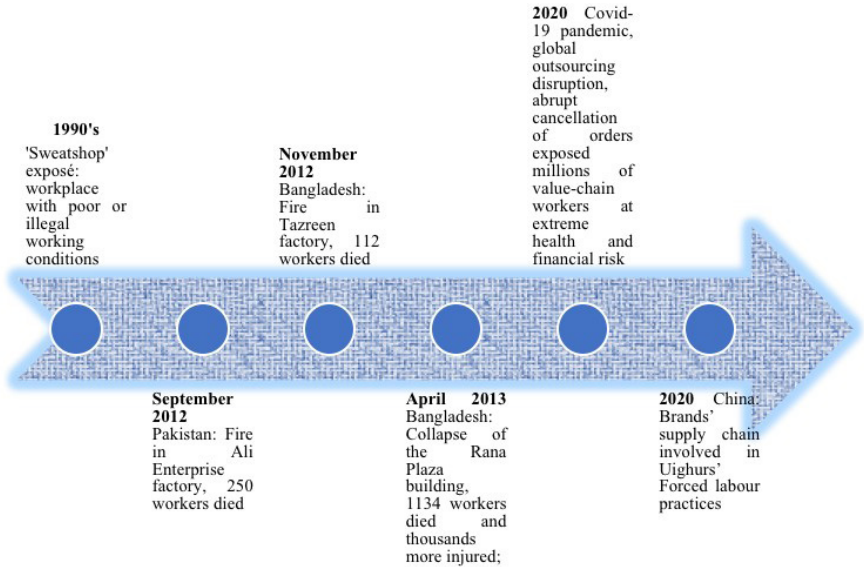 1990's
'Sweatshop'
exposé:
workplace
with poor or
illegal
working
conditions
September
2012
Pakistan: Fire
in Ali
Enterprise
factory, 250
workers died
November
2012
Bangladesh:
Fire in
Tazreen
factory, 112
workers died
April 2013
Bangladesh:
Collapse of
the Rana
Plaza
building,
1134 workers
died and
thousands
more injured;
2020 Covid-
19 pandemic,
global
outsourcing
disruption,
abrupt
cancellation
of orders
exposed
millions of
value-chain
workers at
extreme
health and
financial risk
2020 China:
Brands’
supply chain
involved in
Uighurs’
Forced labour
practices